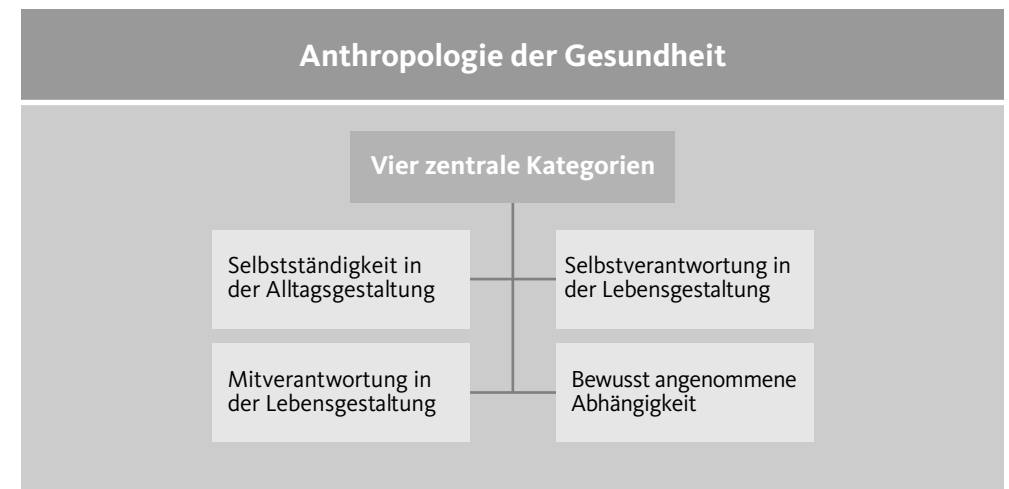 Anthropologie der Gesundheit
Vier zentrale Kategorien
Selbstständigkeit in
der Alltagsgestaltung
Selbstverantwortung in
der Lebensgestaltung
Mitverantwortung in
der Lebensgestaltung
Bewusst angenommene
Abhängigkeit